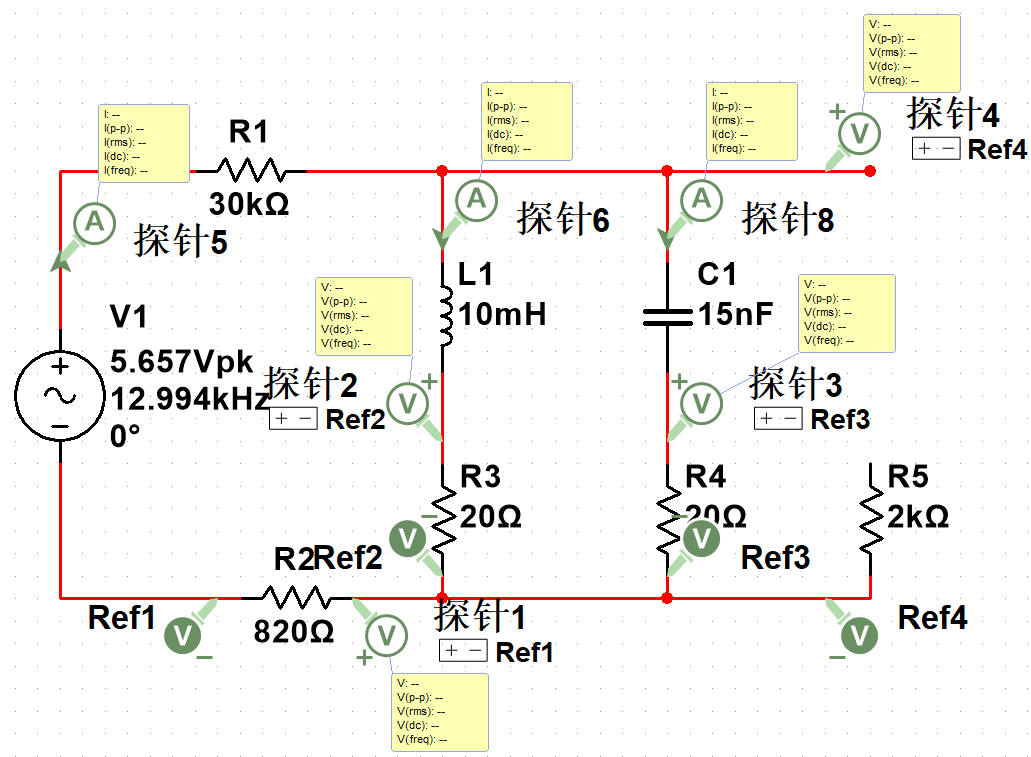 V: --
V(p-p): --
V(rms): --
V(dc): --
V(freq): --
I: --
I(p-p): --
I(rms): --
I(dc): --
I(freq): --
I: --
I(p-p): --
I(rms): --
I(dc): --
I(freq): --
I: --
I(p-p): --
I(rms): --
I(dc): --
I(freq): --
R1
30kΩ
A
探针5
A
探针6
A
探针8
+
V
探针4
+ -
Ref4
V1
5.657Vpk
12.994kHz
0°
+
V: --
V(p-p): --
V(rms): --
V(dc): --
V(freq): --
L1
10mH
C1
15nF
V: --
V(p-p): --
V(rms): --
V(dc): --
V(freq): --
探针2
+ -
Ref2
V
+
+
V
探针3
+ -
Ref3
R3
20Ω
V
R4
20Ω
V
R5
2kΩ
R2
Ref2
Ref3
Ref1
V
820Ω
V
+
探针1
+ -
Ref1
V
Ref4
V: --
V(p-p): --
V(rms): --
V(dc): --
V(freq): --